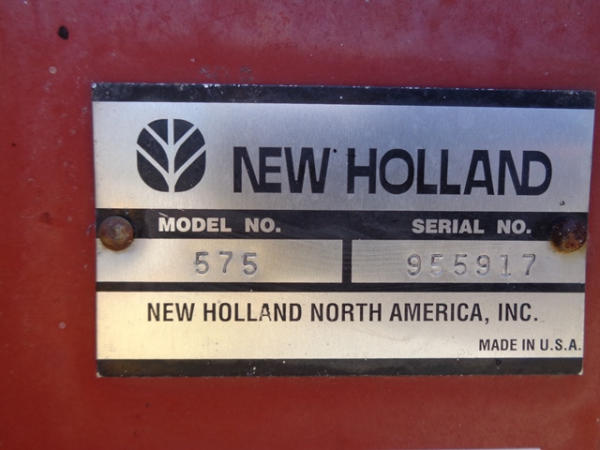 NEW HOLLAND
MODEL NO. SERIAL NO.
575 955917
NEW HOLLAND NORTH AMERICA, INC.
MADE IN U.S.A.